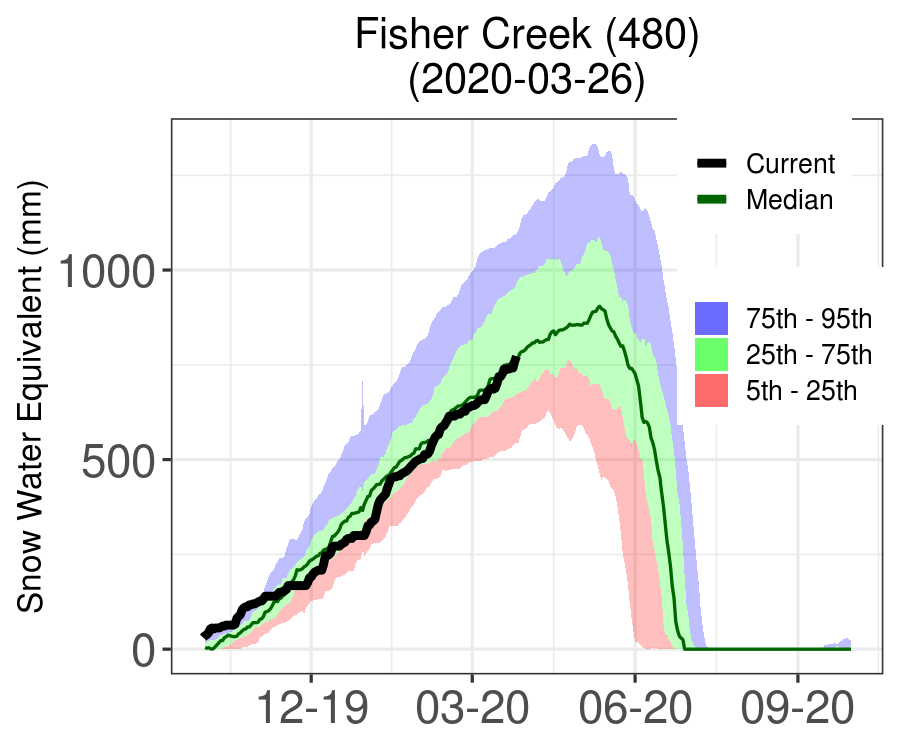 Fisher Creek (480)
(2020-03-26)
Snow Water Equivalent (mm)
1000
500
0
12-19 03-20 06-20 09-20
Current
Median
75th - 95th
25th - 75th
5th - 25th